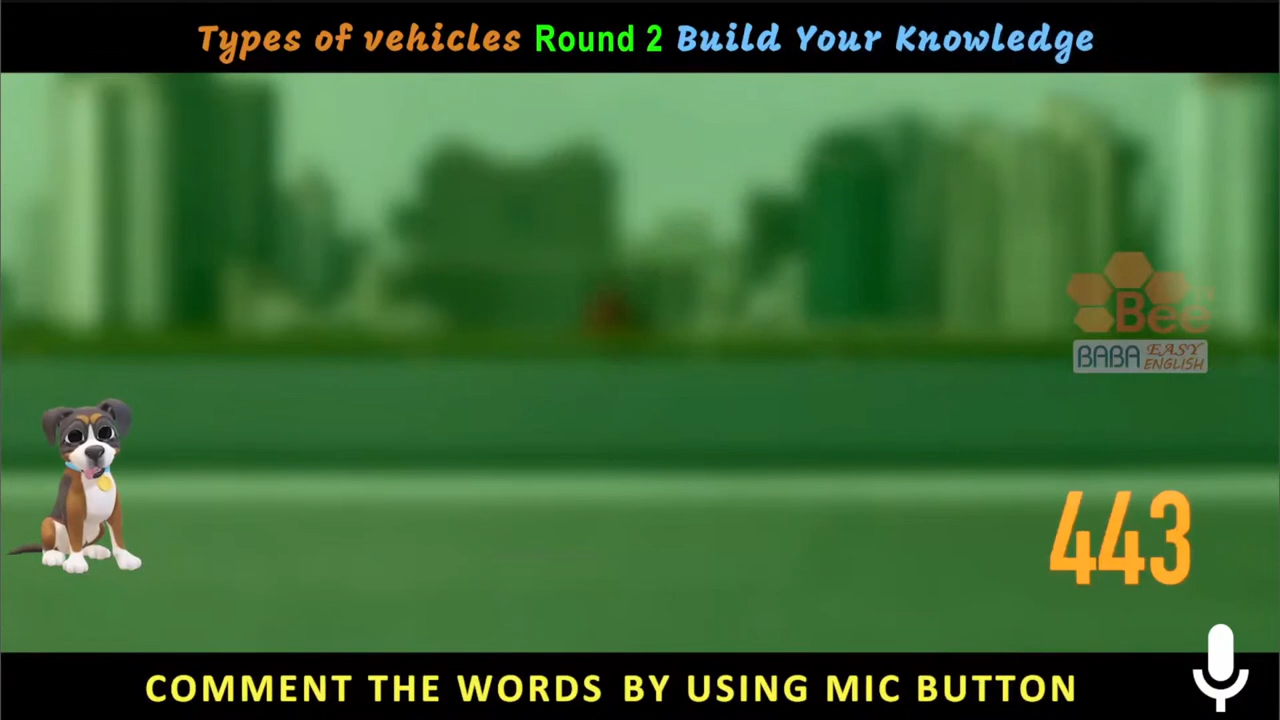 Types of vehicles Round 2 Build Your Knowledge
Bee
BABA EASY ENGLISH
443
COMMENT THE WORDS BY USING MIC BUTTON